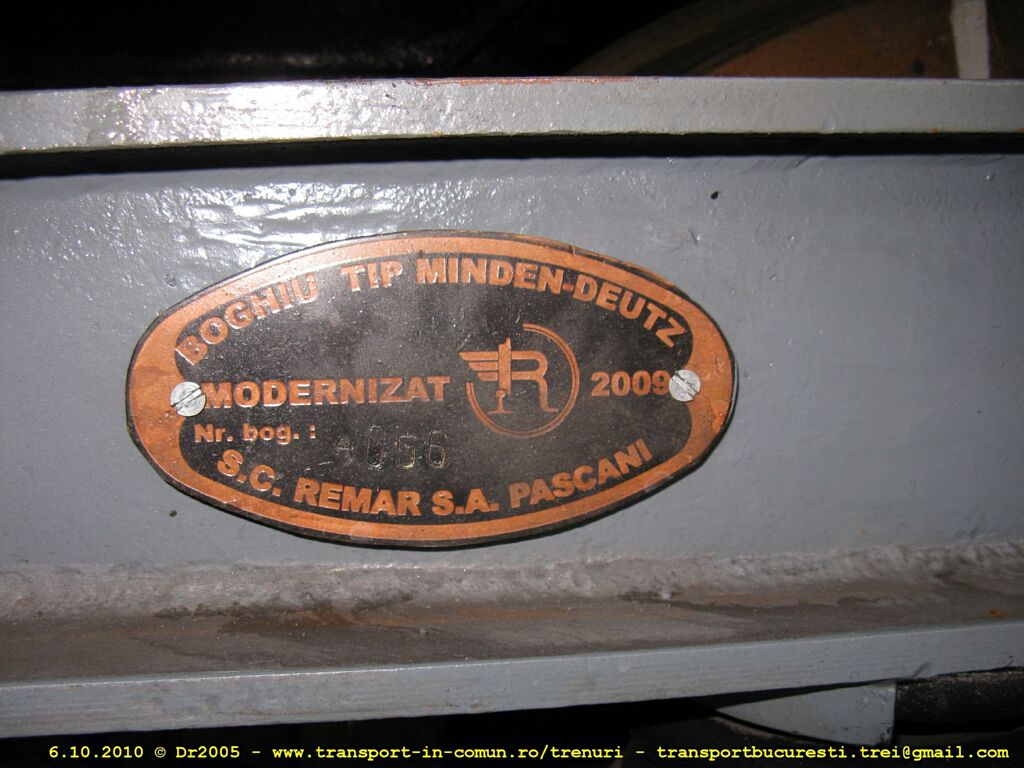 BOGHIU TIP MINDEN-DEUTZ
MODERNIZAT R 2009
Nr. bog. :
S.C. REMAR S.A. PASCANI
6.10.2010 © Dr2005 - www.transport-in-comun.ro/trenuri - transportbucuresti.trei@gmail.com